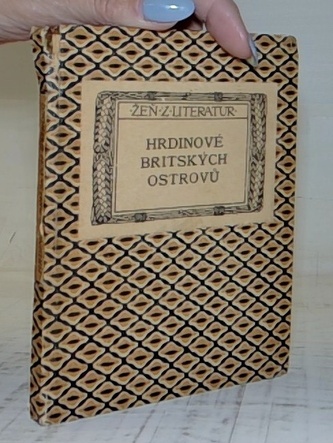 ·ŽEŇ·Z·LITERATUR·
HRDINOVÉ
BRITSKÝCH
OSTROVŮ